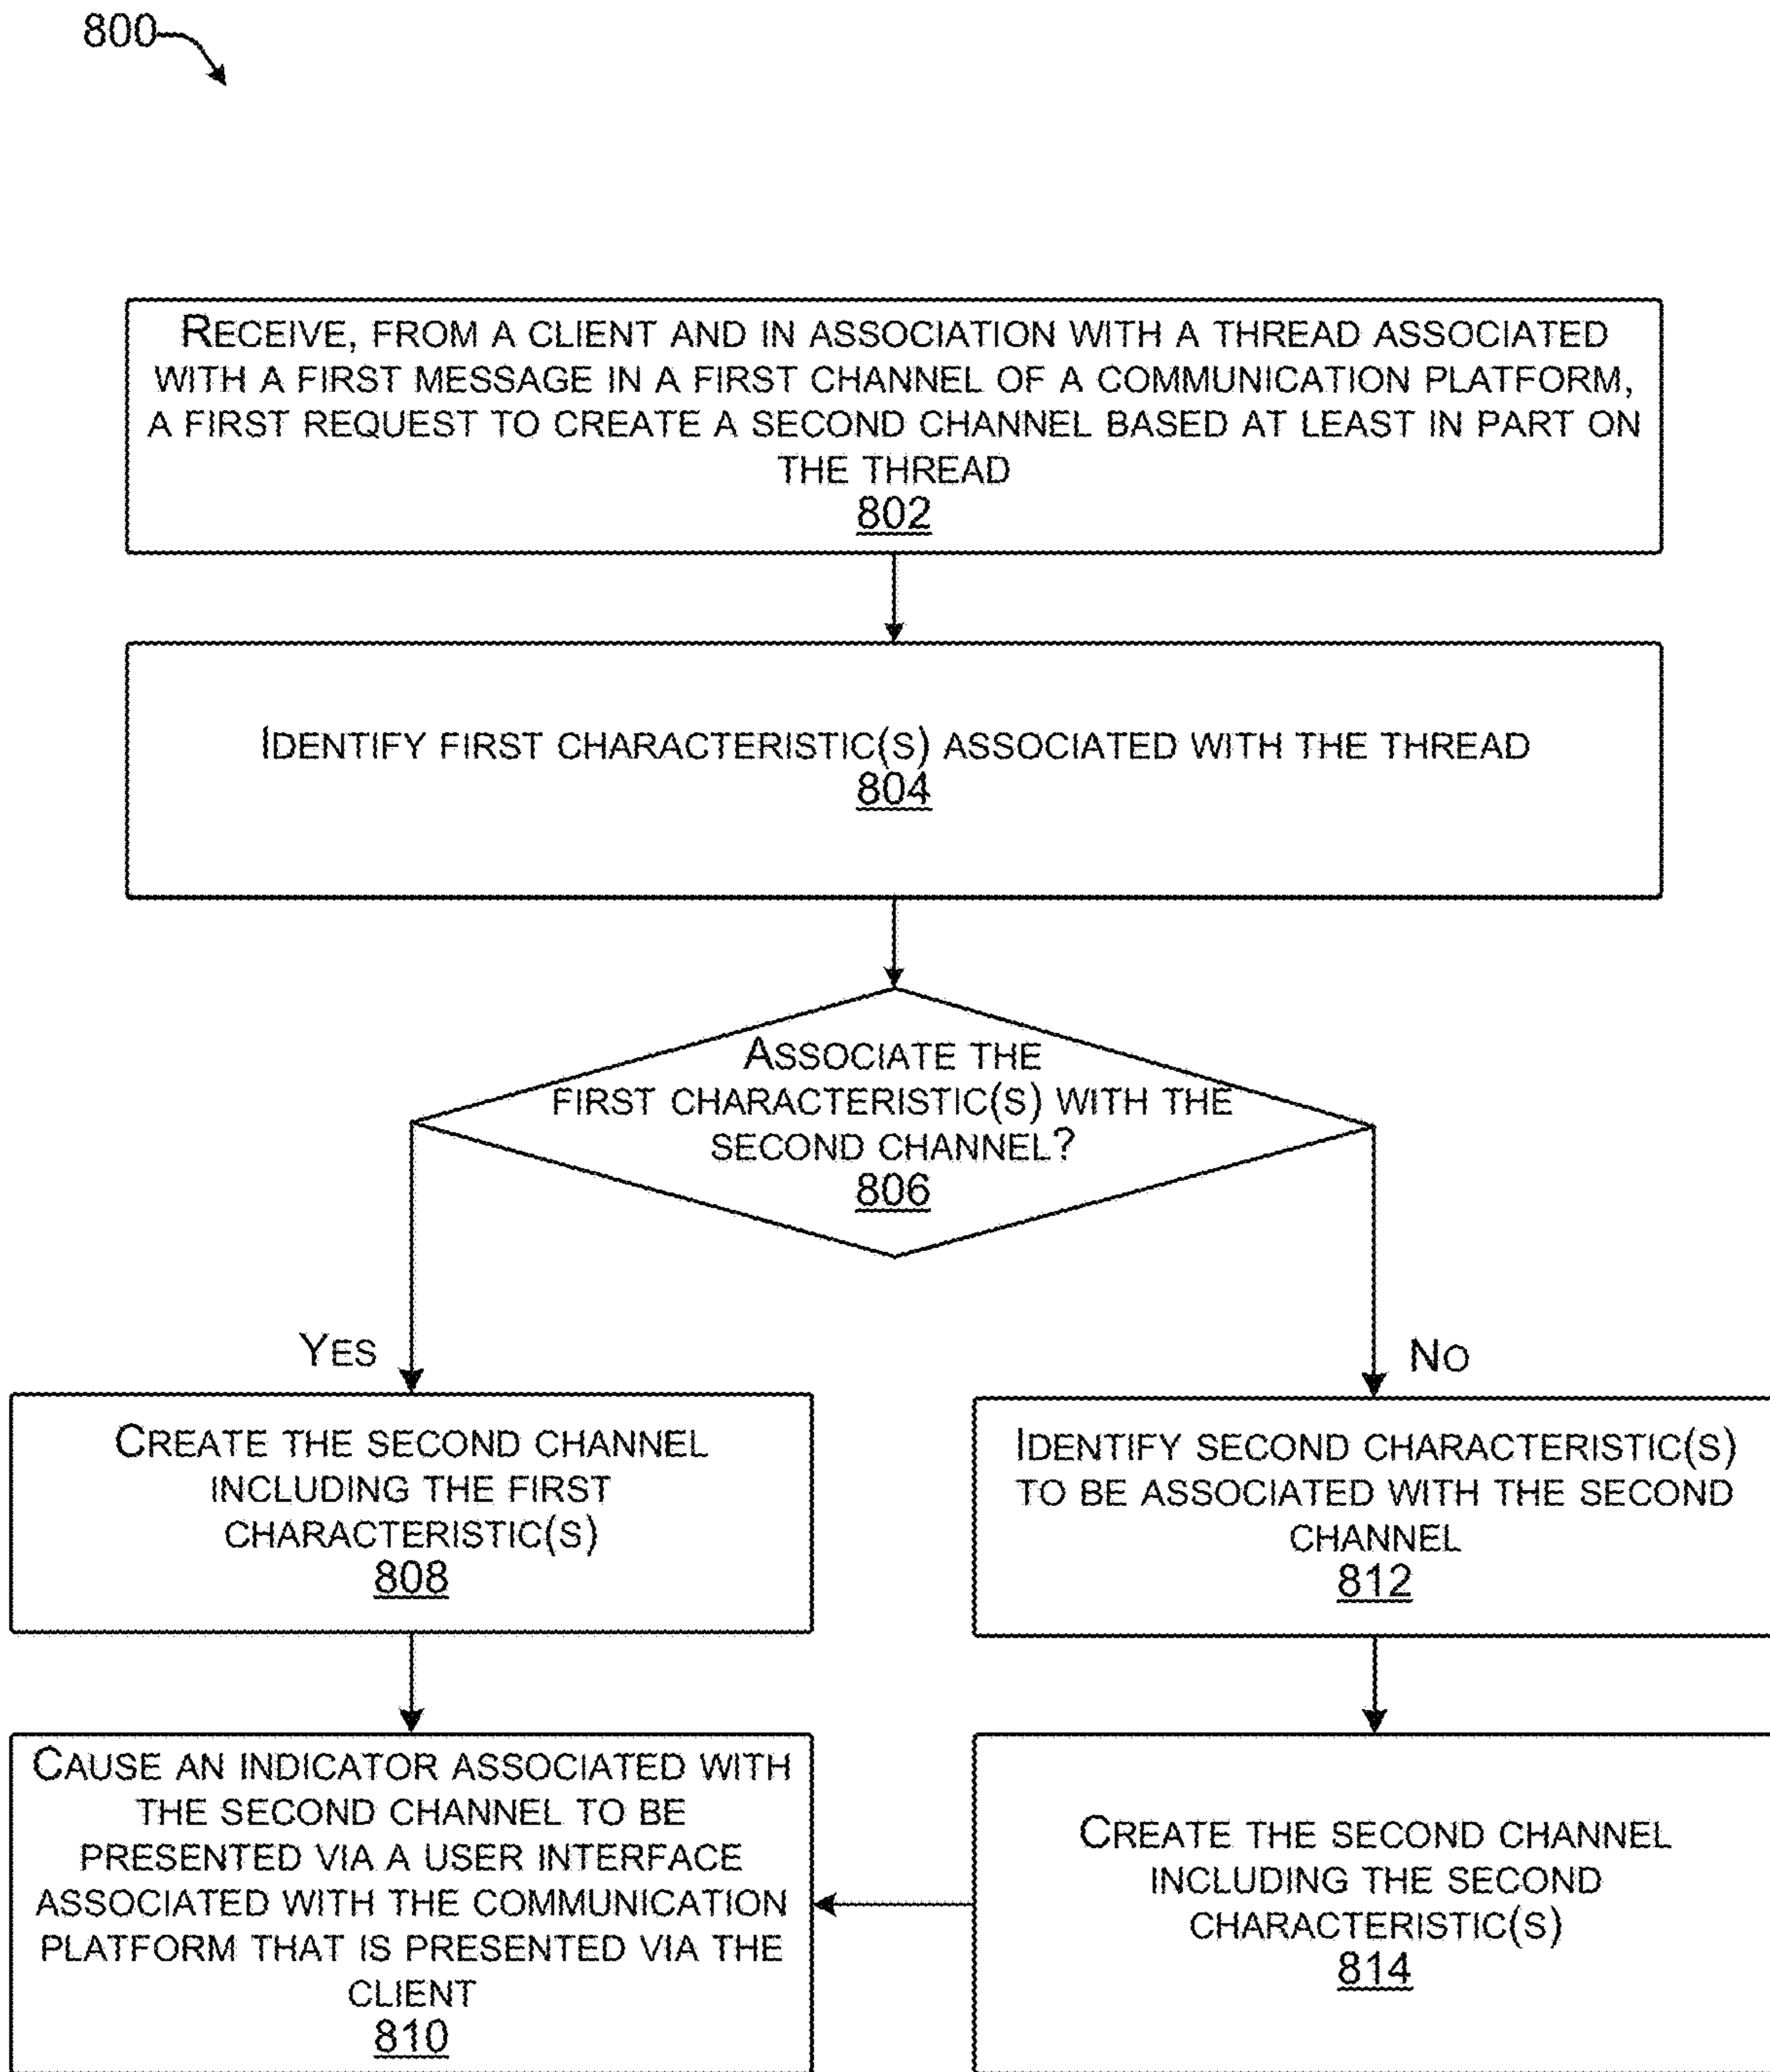 800
RECEIVE, FROM A CLIENT AND IN ASSOCIATION WITH A THREAD ASSOCIATED
WITH A FIRST MESSAGE IN A FIRST CHANNEL OF A COMMUNICATION PLATFORM,
A FIRST REQUEST TO CREATE A SECOND CHANNEL BASED AT LEAST IN PART ON
THE THREAD
802
IDENTIFY FIRST CHARACTERISTIC(S) ASSOCIATED WITH THE THREAD
804
ASSOCIATE THE
FIRST CHARACTERISTIC(S) WITH THE
SECOND CHANNEL?
806
YES
NO
CREATE THE SECOND CHANNEL
INCLUDING THE FIRST
CHARACTERISTIC(S)
808
IDENTIFY SECOND CHARACTERISTIC(S)
TO BE ASSOCIATED WITH THE SECOND
CHANNEL
812
CAUSE AN INDICATOR ASSOCIATED WITH
THE SECOND CHANNEL TO BE
PRESENTED VIA A USER INTERFACE
ASSOCIATED WITH THE COMMUNICATION
PLATFORM THAT IS PRESENTED VIA THE
CLIENT
810
CREATE THE SECOND CHANNEL
INCLUDING THE SECOND
CHARACTERISTIC(S)
814